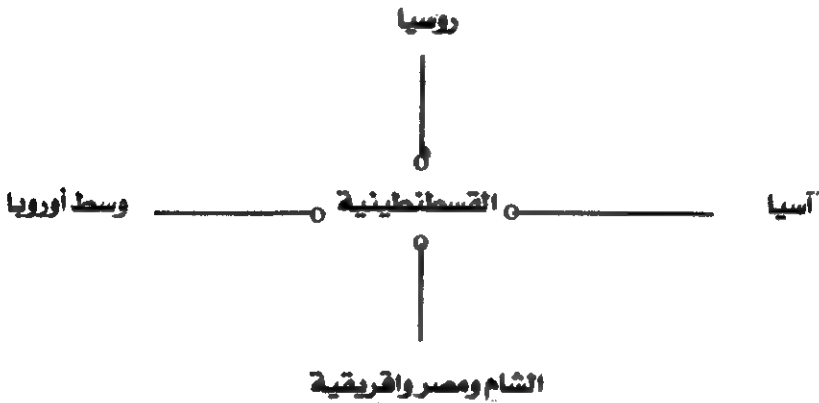 روسيا
آسيا
القسطنطينية
وسط أوروبا
الشام ومصر وافريقية